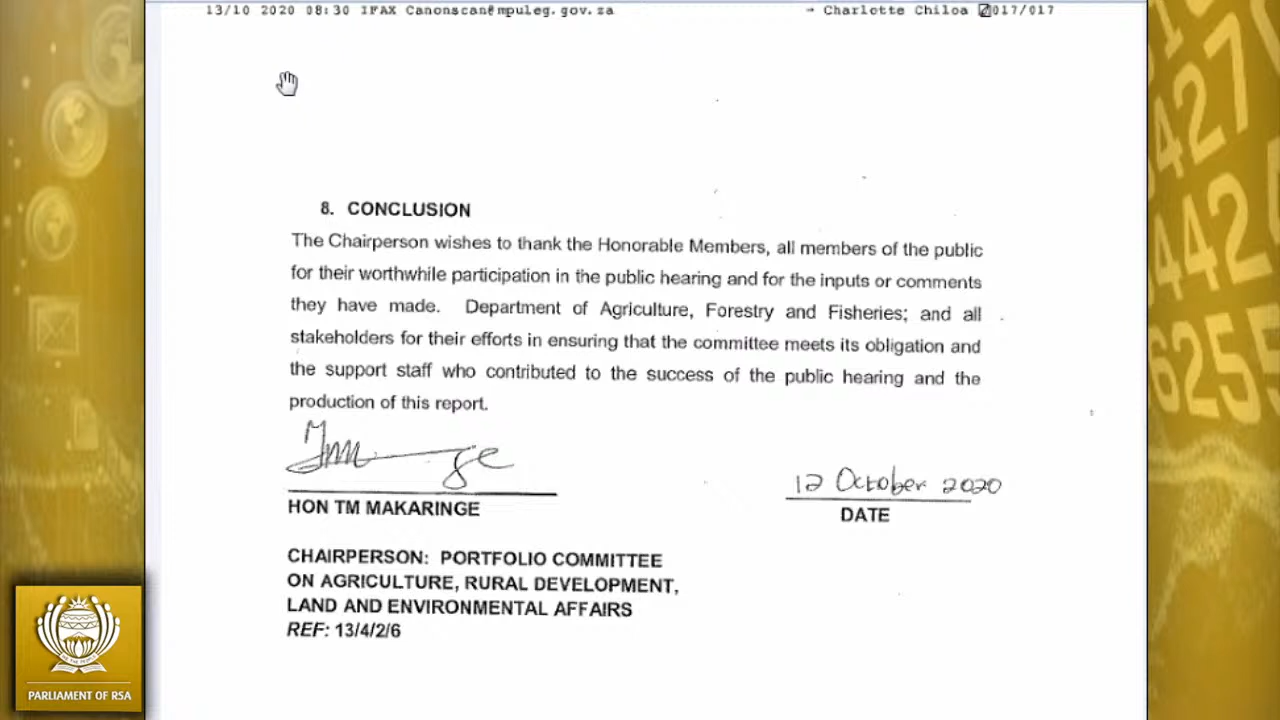 13/10 2020 08:30 IFAX Canonscan@mpuleg.gov.za → Charlotte Chiloa 017/017
8. CONCLUSION
The Chairperson wishes to thank the Honorable Members, all members of the public
for their worthwhile participation in the public hearing and for the inputs or comments
they have made. Department of Agriculture, Forestry and Fisheries; and all
stakeholders for their efforts in ensuring that the committee meets its obligation and
the support staff who contributed to the success of the public hearing and the
production of this report.
12 October 2020
HON TM MAKARINGE
DATE
CHAIRPERSON: PORTFOLIO COMMITTEE
ON AGRICULTURE, RURAL DEVELOPMENT,
LAND AND ENVIRONMENTAL AFFAIRS
REF: 13/4/2/6
PARLIAMENT OF RSA
427
442
6255